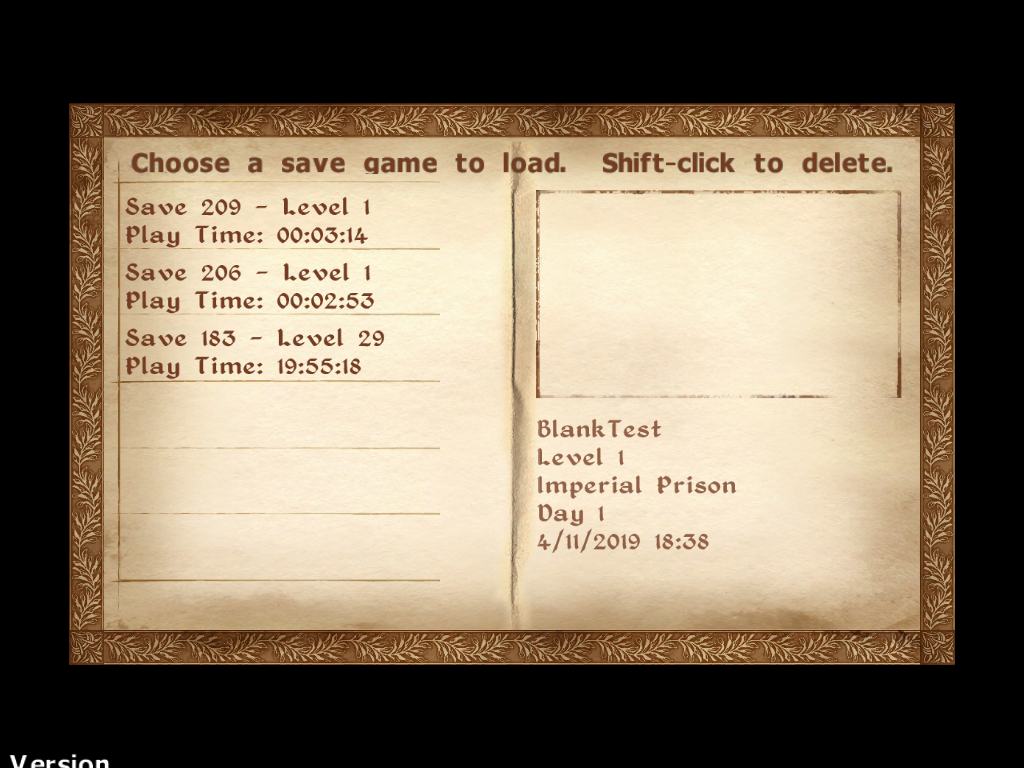 Choose a save game to load. Shift-click to delete.
Save 209 - Level 1
Play Time: 00:03:14
Save 206 - Level 1
Play Time: 00:02:53
Save 183 - Level 29
Play Time: 19:55:18
BlankTest
Level 1
Imperial Prison
Day 1
4/11/2019 18:38
Version